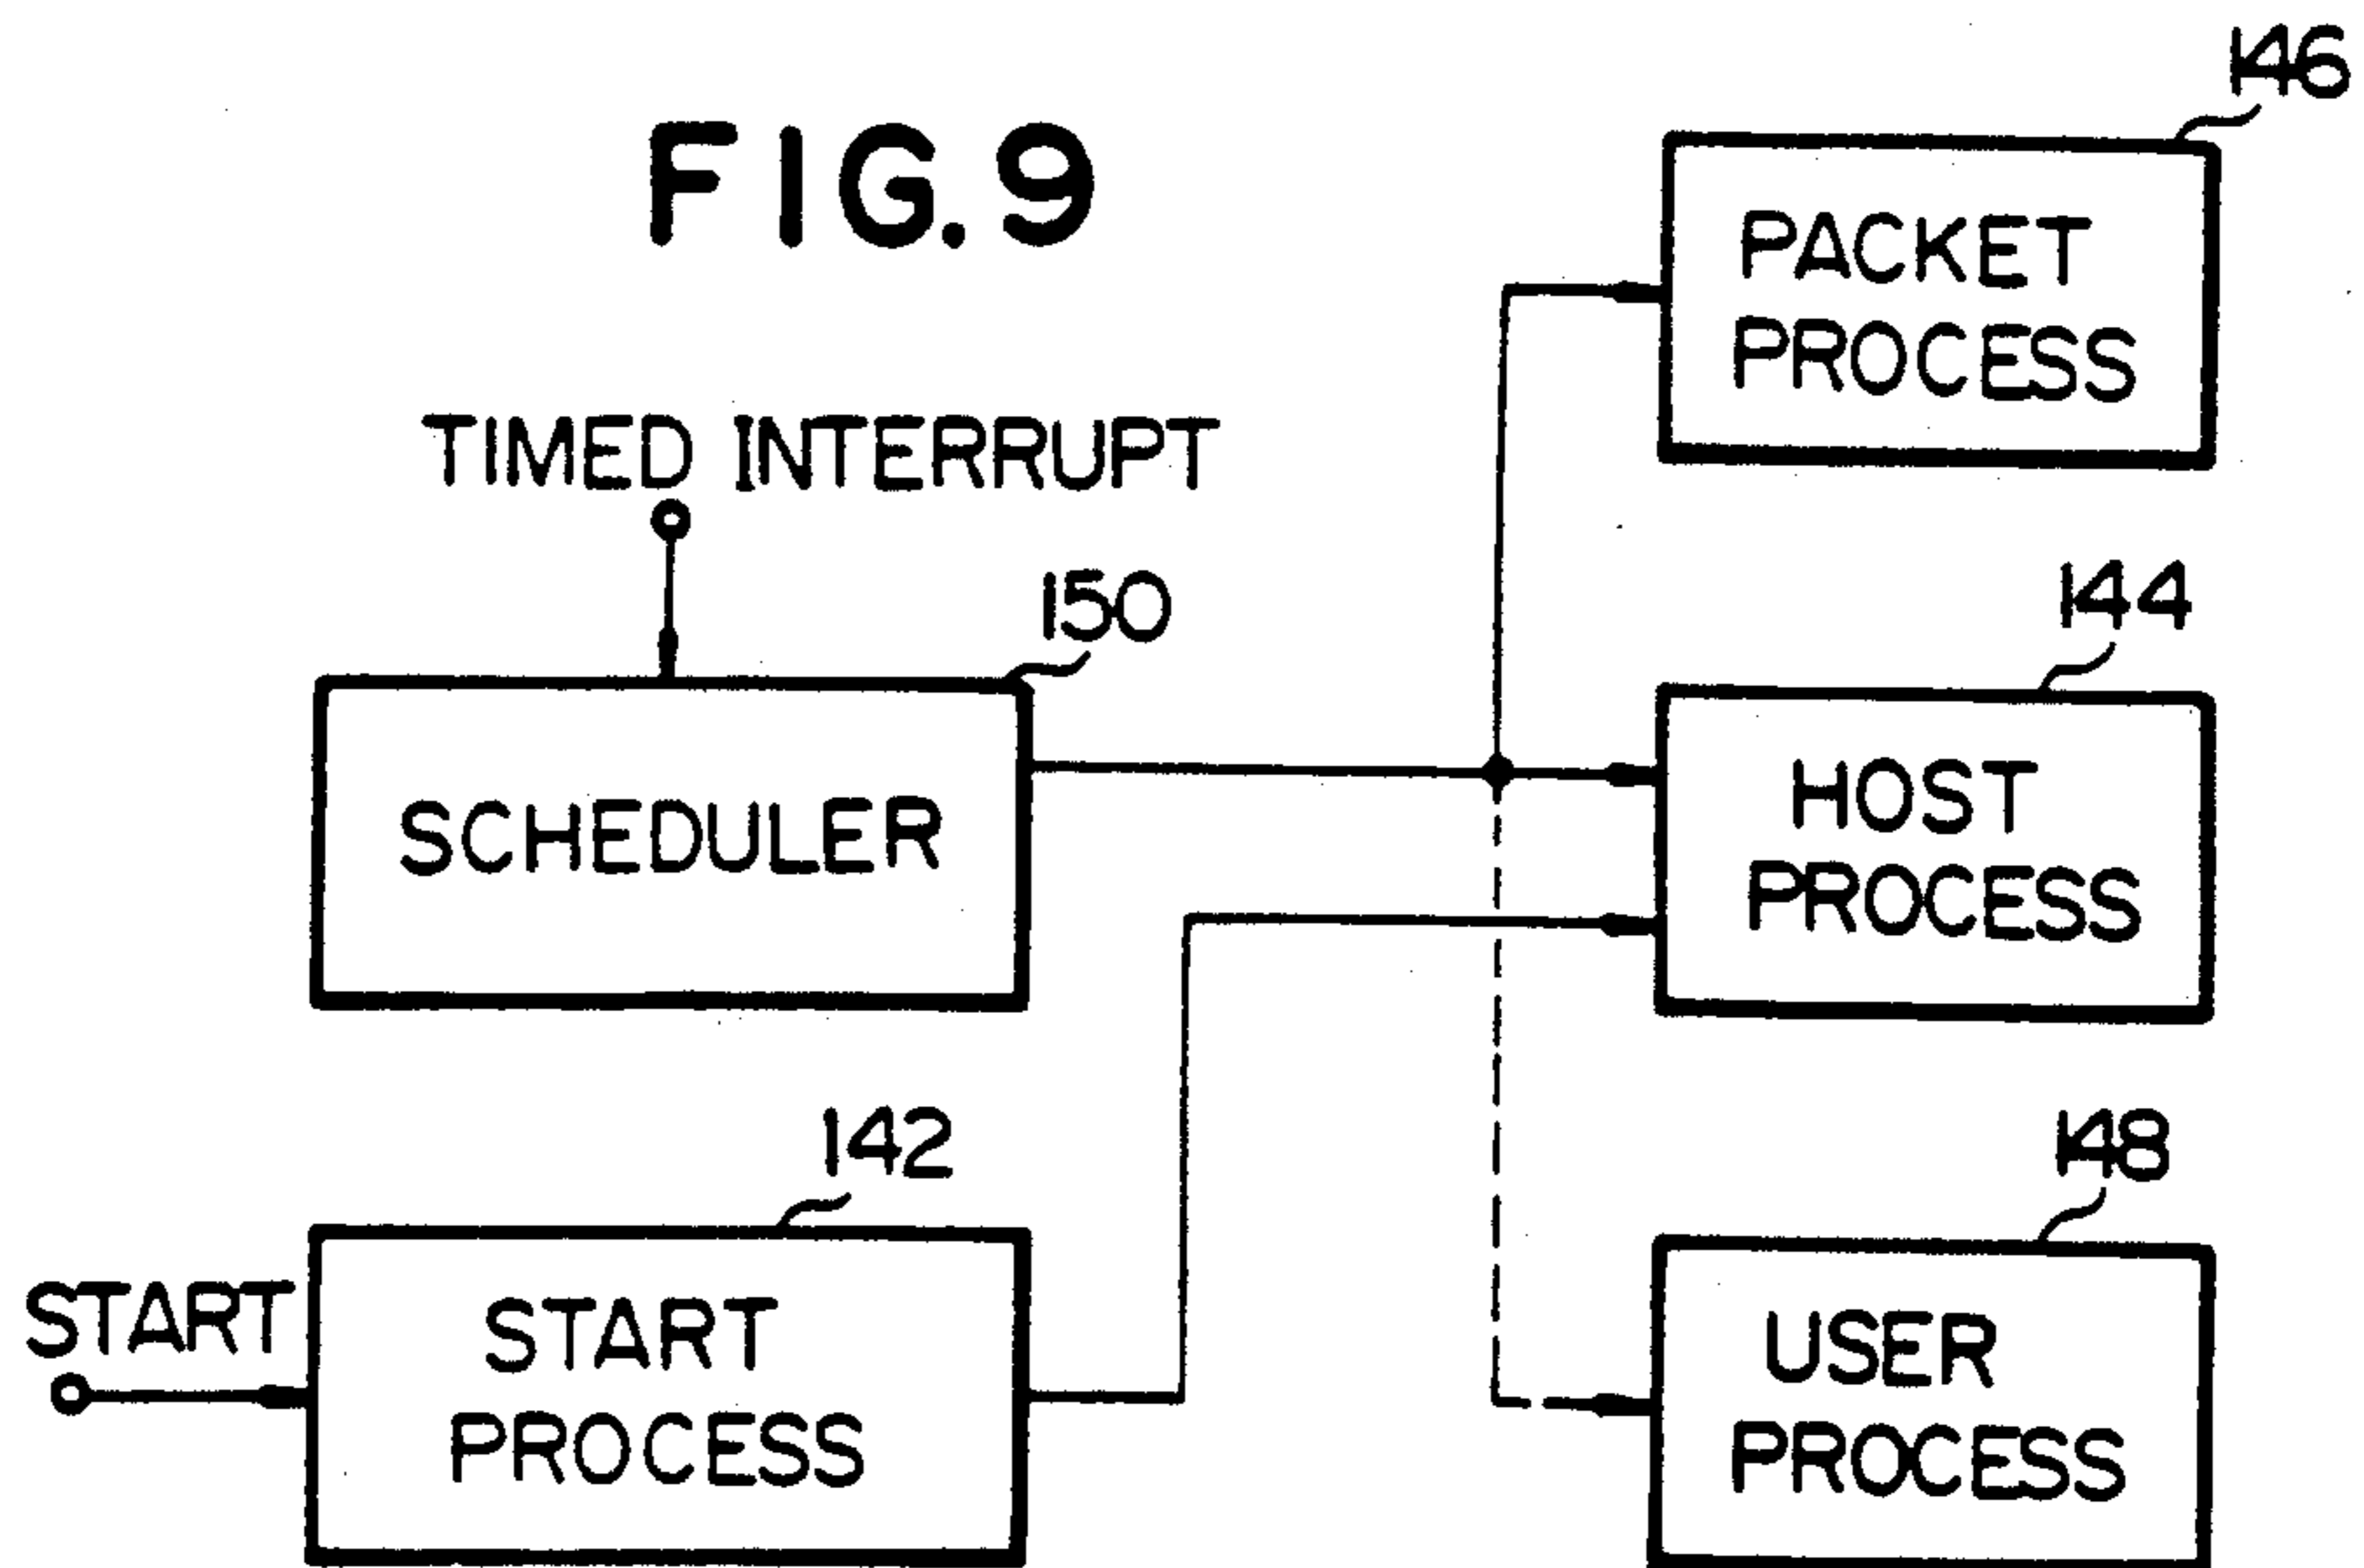 FIG. 9
146
PACKET
PROCESS
TIMED INTERRUPT
150
SCHEDULER
144
HOST
PROCESS
142
START
START
PROCESS
148
USER
PROCESS